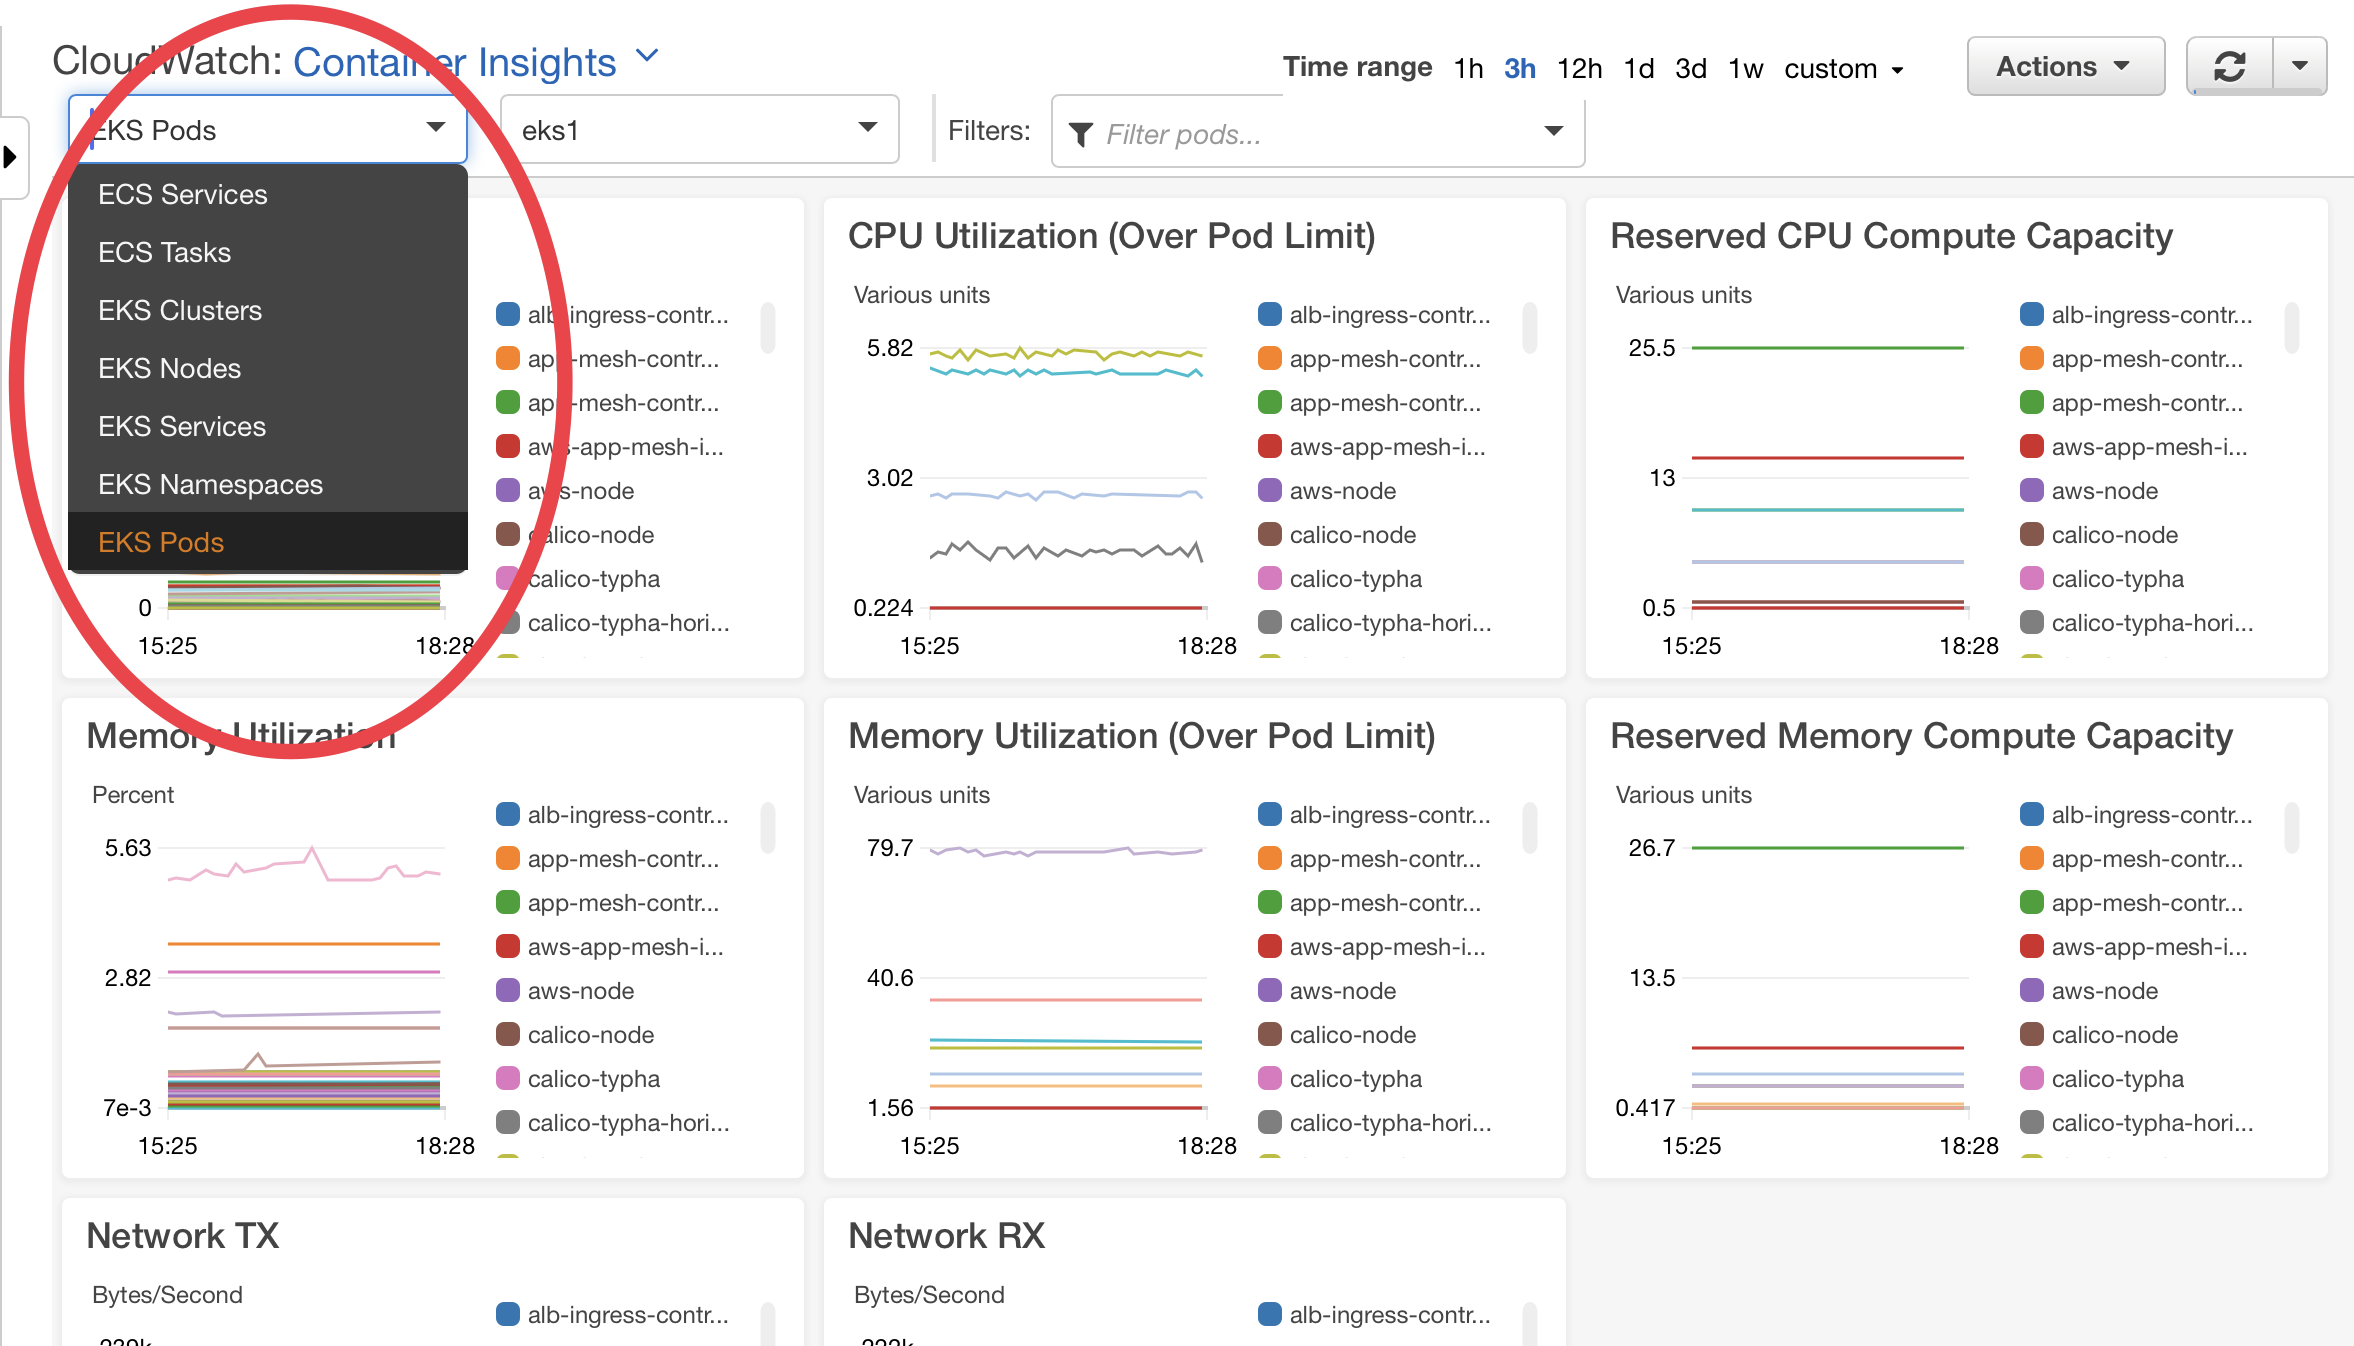 CloudWatch: Container Insights
Time range 1h 3h 12h 1d 3d 1w custom
Actions
EKS Pods
eks1
Filters:
Filter pods...
ECS Services
ECS Tasks
EKS Clusters
EKS Nodes
EKS Services
EKS Namespaces
EKS Pods
0
15:25
18:28
alb-ingress-contr...
app-mesh-contr...
app-mesh-contr...
aws-app-mesh-i...
aws-node
calico-node
calico-typha
calico-typha-hori...
CPU Utilization (Over Pod Limit)
Various units
5.82
3.02
0.224
15:25
18:28
alb-ingress-contr...
app-mesh-contr...
app-mesh-contr...
aws-app-mesh-i...
aws-node
calico-node
calico-typha
calico-typha-hori...
Reserved CPU Compute Capacity
Various units
25.5
13
0.5
15:25
18:28
alb-ingress-contr...
app-mesh-contr...
app-mesh-contr...
aws-app-mesh-i...
aws-node
calico-node
calico-typha
calico-typha-hori...
Memory Utilization
Percent
5.63
2.82
7e-3
15:25
18:28
alb-ingress-contr...
app-mesh-contr...
app-mesh-contr...
aws-app-mesh-i...
aws-node
calico-node
calico-typha
calico-typha-hori...
Memory Utilization (Over Pod Limit)
Various units
79.7
40.6
1.56
15:25
18:28
alb-ingress-contr...
app-mesh-contr...
app-mesh-contr...
aws-app-mesh-i...
aws-node
calico-node
calico-typha
calico-typha-hori...
Reserved Memory Compute Capacity
Various units
26.7
13.5
0.417
15:25
18:28
alb-ingress-contr...
app-mesh-contr...
app-mesh-contr...
aws-app-mesh-i...
aws-node
calico-node
calico-typha
calico-typha-hori...
Network TX
Bytes/Second
alb-ingress-contr...
Network RX
Bytes/Second
alb-ingress-contr...